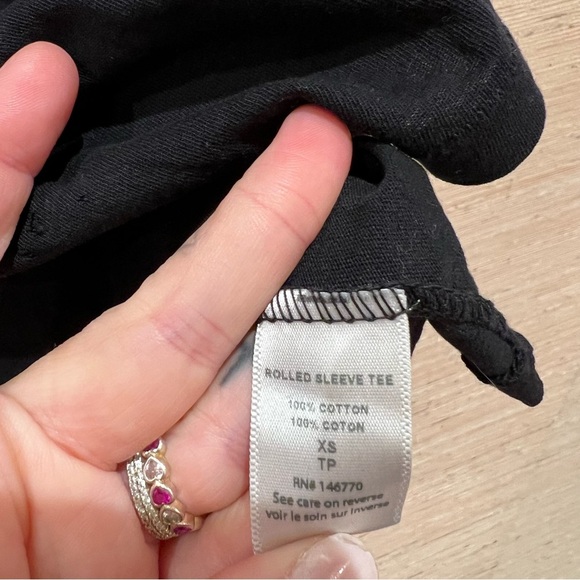 ROLLED SLEEVE TEE
100% COTTON
100% COTTON
XS
TP
RN# 146770
See care on reverse
voir le soin sur inverse